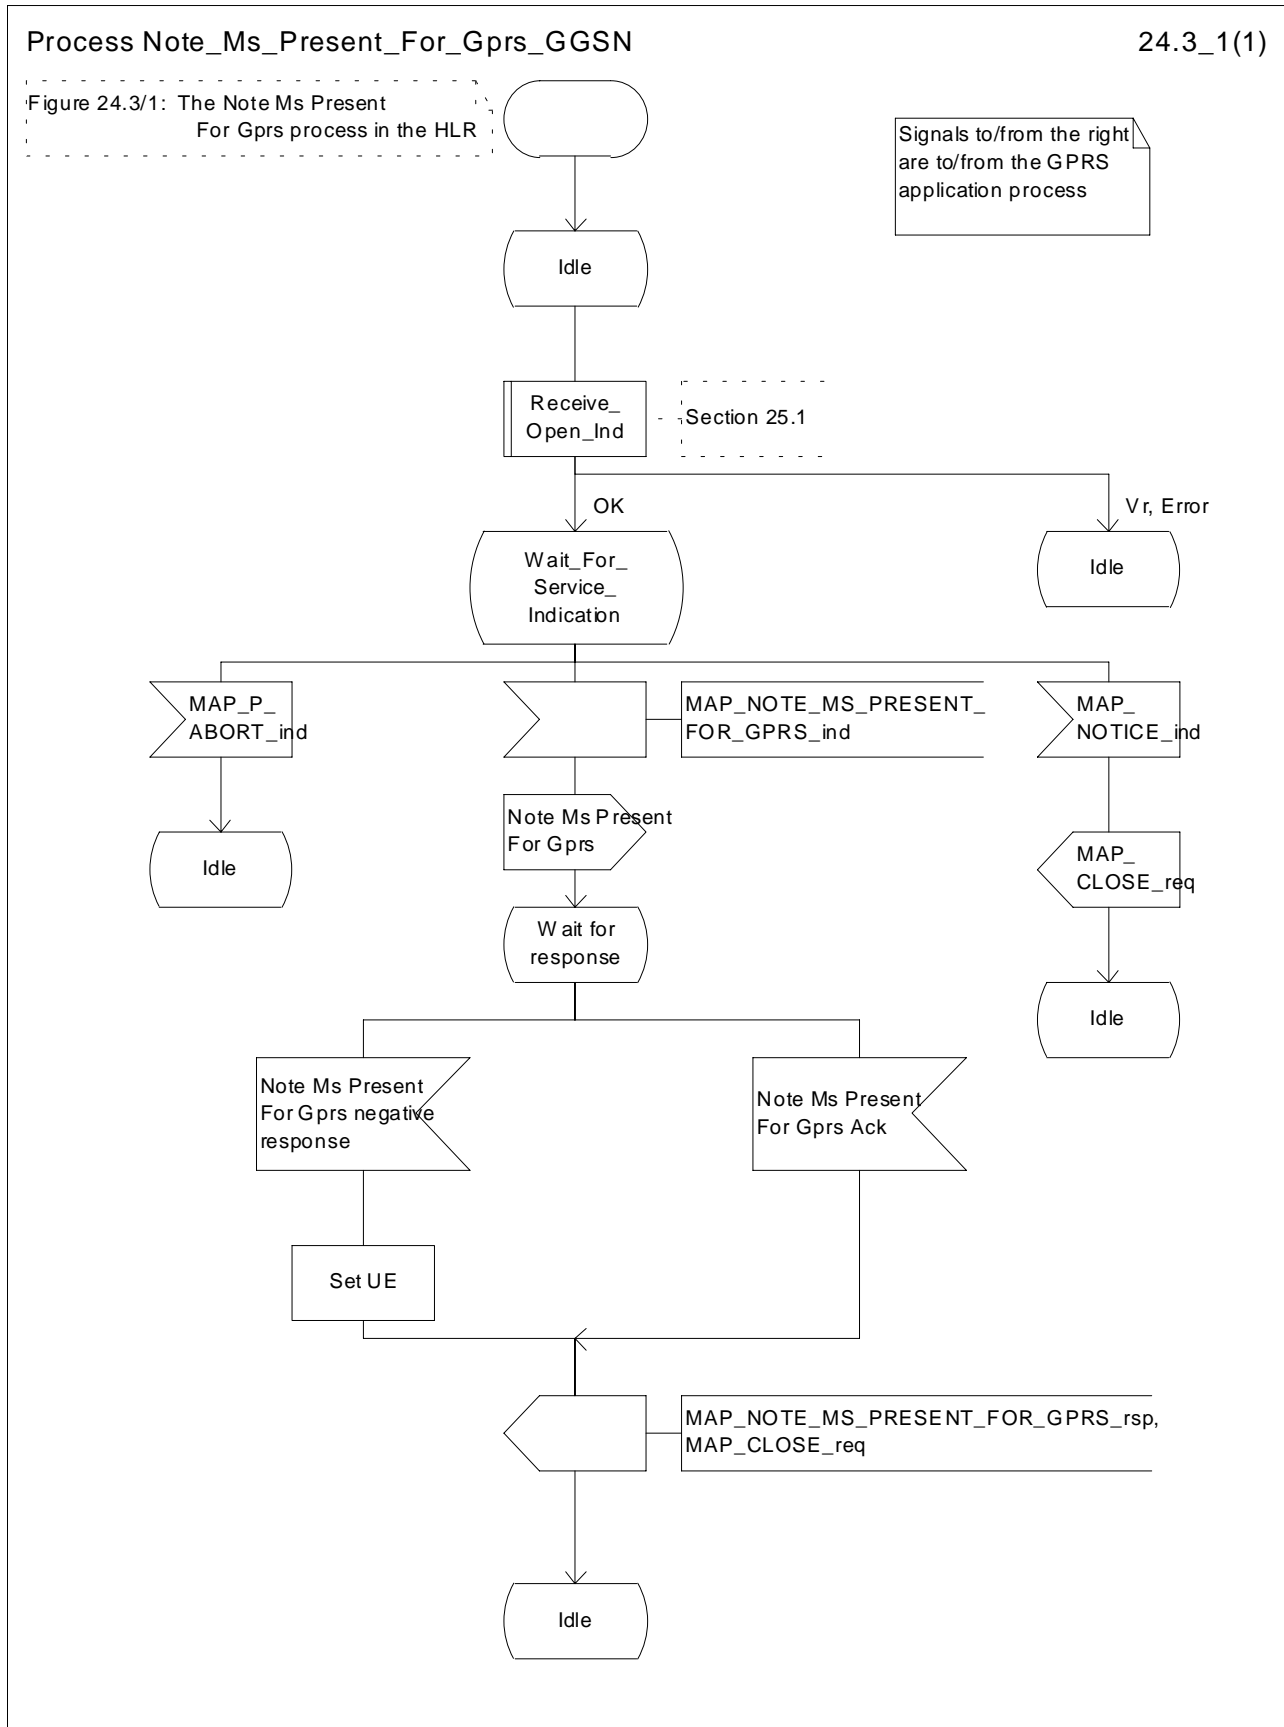 Process Note_Ms_Present_For_Gprs_GGSN
24.3_1(1)
Figure 24.3/1: The Note Ms Present
For Gprs process in the HLR
Signals to/from the right
are to/from the GPRS
application process
Idle
Receive_
Open_Ind
Section 25.1
OK
Vr, Error
Wait_For_
Service_
Indication
Idle
MAP_P_
ABORT_ind
MAP_NOTE_MS_PRESENT_
FOR_GPRS_ind
MAP_
NOTICE_ind
Note Ms Present
For Gprs
Idle
MAP_
CLOSE_req
Wait for
response
Idle
Note Ms Present
For Gprs negative
response
Note Ms Present
For Gprs Ack
Set UE
MAP_NOTE_MS_PRESENT_FOR_GPRS_rsp,
MAP_CLOSE_req
Idle